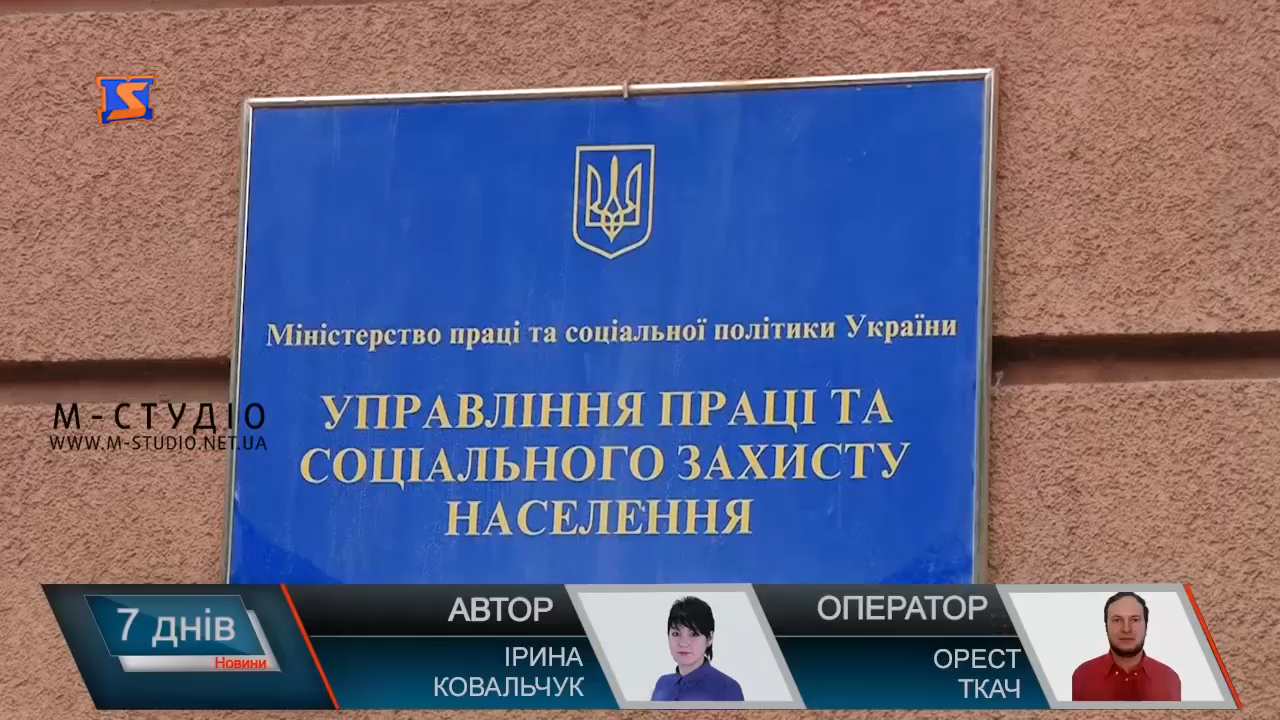 Міністерство праці та соціальної політики України
УПРАВЛІННЯ ПРАЦІ ТА
СОЦІАЛЬНОГО ЗАХИСТУ
НАСЕЛЕННЯ
М-СТУДІО
WWW.M-STUDIO.NET.UA
7 днів
Новини
АВТОР
ІРИНА
КОВАЛЬЧУК
ОПЕРАТОР
ОРЕСТ
ТКАЧ